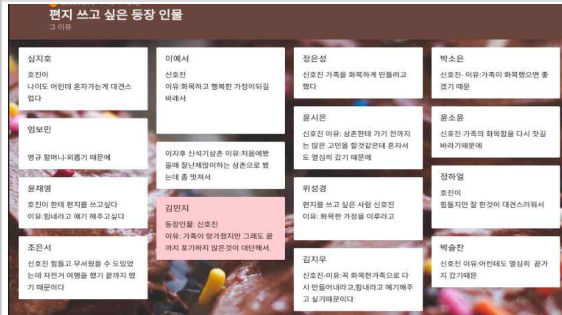 편지 쓰고 싶은 등장 인물
그 이유
심지호
호진이
나이도 어린데 혼자가는게 대견스
럽다
엄보민
영규 할머니-외롭기 때문에
윤채영
호진이 한테 편지를 쓰고싶다
이유:힘내라고 얘기 해주고싶다
조은서
신호진 힘들고 무서웠을 수 도있었
는데 자전거 여행을 했기 끝까지 했
기 때문이다
이예서
신호진
이유:화목하고 행복한 가정이되길
바래서
이지후 신석기삼촌 이유:처음에봤
을때 잘난체많이하는 삼촌으로 봤
는데 좀 멋져서
김민지
등장인물: 신호진
이유: 가족이 망가졌지만 그래도 끝
까지 포기하지 않은것이 대단해서.
정은성
신호진 가족을 화목하게 만들려고
했다
윤시은
신호진 이유: 삼촌한테 가기 전까지
는 많은 고민을 할것같은데 혼자서
도 열심히 갔기 때문에
위성경
편지를 쓰고 싶은 사람 신호진
이유: 화목한 가정을 이루라고
김지우
신호진-이유:꼭 화목한가족으로 다
시 만들어내라고,힘내라고 얘기해주
고 싶기때문이다
박소은
신호진- 이유:가족이 화목했으면 좋
겠기 때문
윤소윤
신호진:가족의 화목함을 다시 찾길
바라기때문에
정하얼
호진이
힘들지만 잘 한것이 대견스러워서
박슬찬
신호진 이유-어린데도 열심히 끝가
지 갔기때문